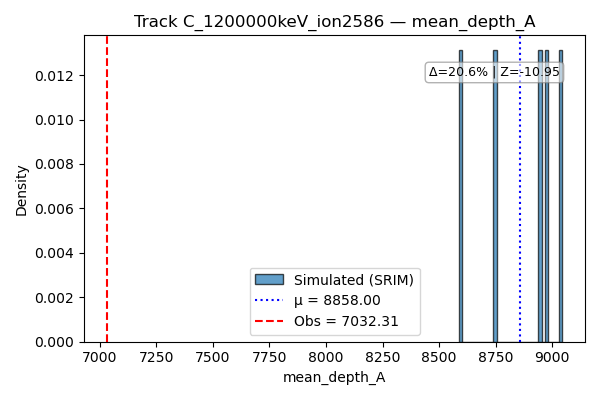 Track C_1200000keV_ion2586 — mean_depth_A
Density
0.012
0.010
0.008
0.006
0.004
0.002
0.000
Δ=20.6% | Z=-10.95
Simulated (SRIM)
μ = 8858.00
Obs = 7032.31
7000 7250 7500 7750 8000 8250 8500 8750 9000
mean_depth_A